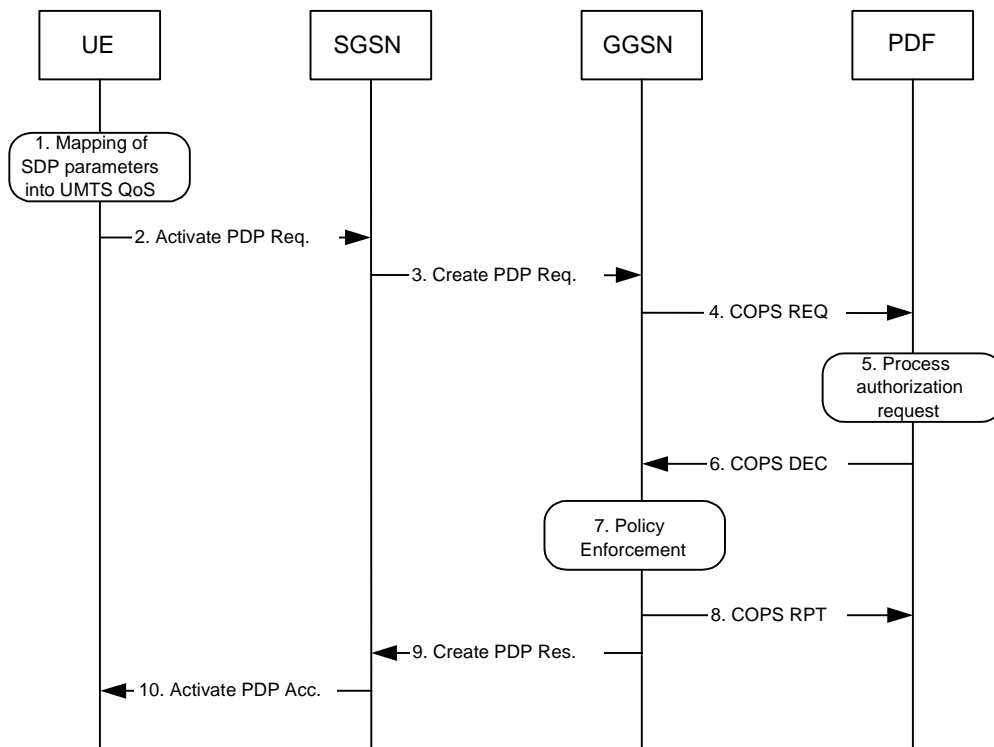 UE
SGSN
GGSN
PDF
1. Mapping of
SDP parameters
into UMTS QoS
2. Activate PDP Req.
3. Create PDP Req.
4. COPS REQ
5. Process
authorization
request
6. COPS DEC
7. Policy
Enforcement
8. COPS RPT
9. Create PDP Res.
10. Activate PDP Acc.